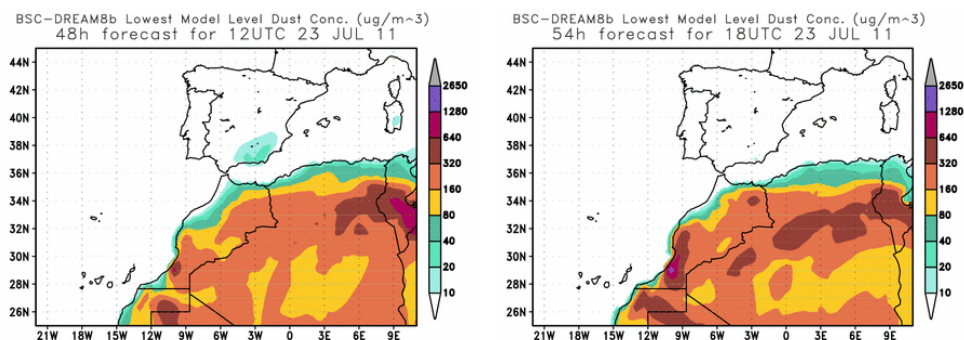 BSC-DREAM8b Lowest Model Level Dust Conc. (ug/m^3)
48h forecast for 12UTC 23 JUL 11
44N
42N
40N
38N
36N
34N
32N
30N
28N
26N
21W 18W 15W 12W 9W 6W 3W 0 3E 6E 9E
2650
1280
640
320
160
80
40
20
10
BSC-DREAM8b Lowest Model Level Dust Conc. (ug/m^3)
54h forecast for 18UTC 23 JUL 11
44N
42N
40N
38N
36N
34N
32N
30N
28N
26N
21W 18W 15W 12W 9W 6W 3W 0 3E 6E 9E
2650
1280
640
320
160
80
40
20
10